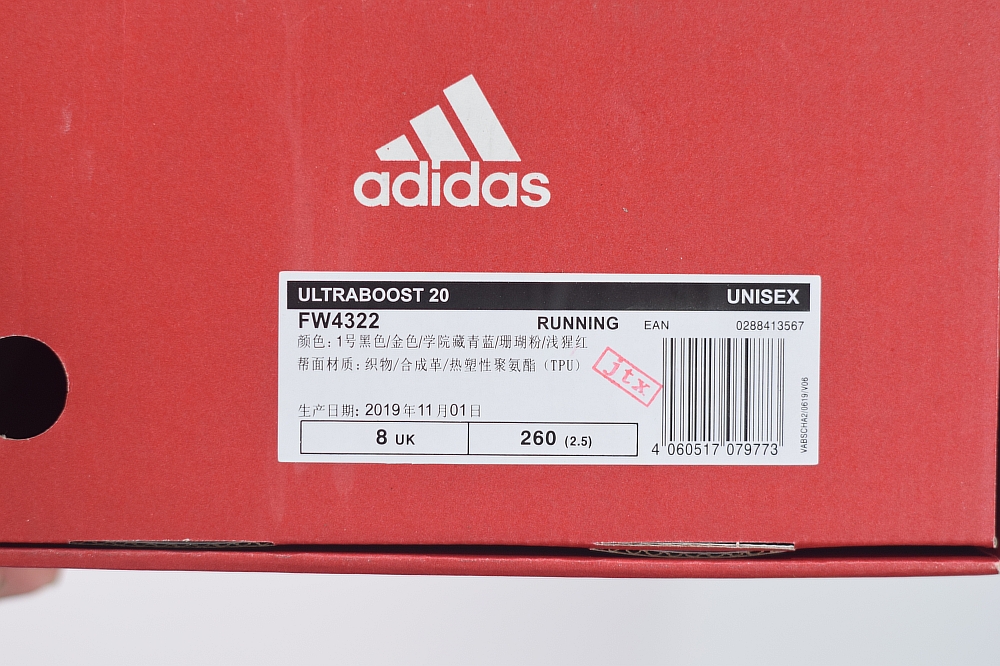 adidas
ULTRABOOST 20 UNISEX
FW4322 RUNNING EAN 0288413567
颜色: 1号黑色/金色/学院藏青蓝/珊瑚粉/浅猩红
帮面材质: 织物/合成革/热塑性聚氨酯（TPU）
jtx
生产日期: 2019年11月01日
8 UK 260 (2.5)
4 060517 079773
VABSCHA2/0619/V06